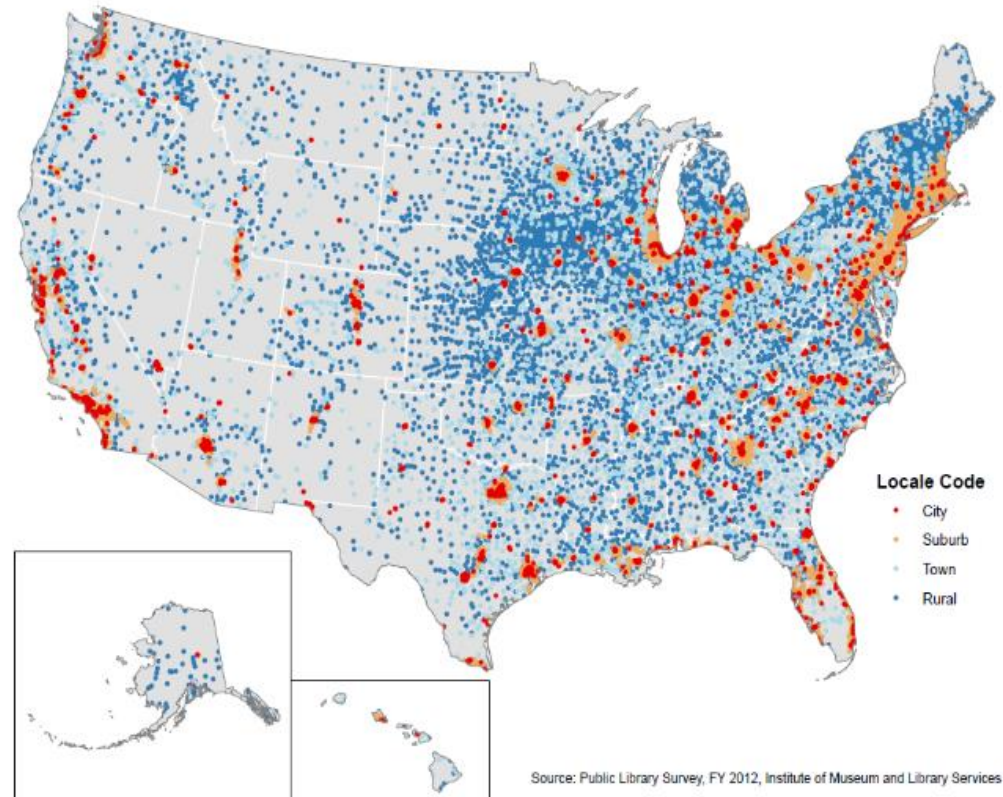 Locale Code
City
Suburb
Town
Rural
Source: Public Library Survey, FY 2012, Institute of Museum and Library Services